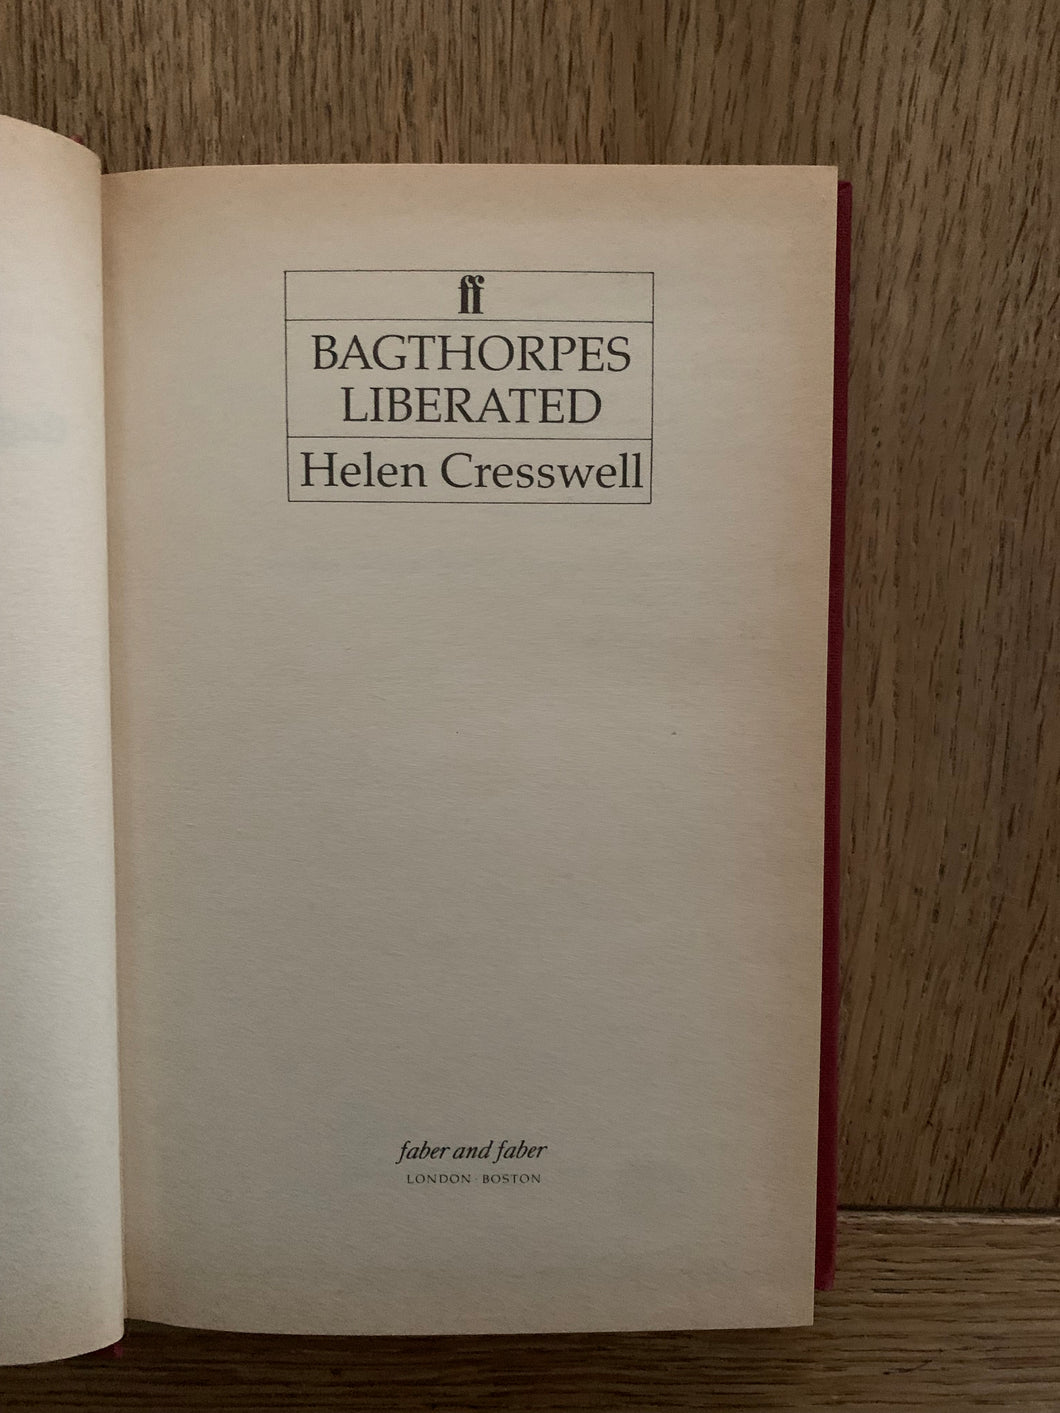 ff
BAGTHORPES
LIBERATED
Helen Cresswell
faber and faber
LONDON · BOSTON